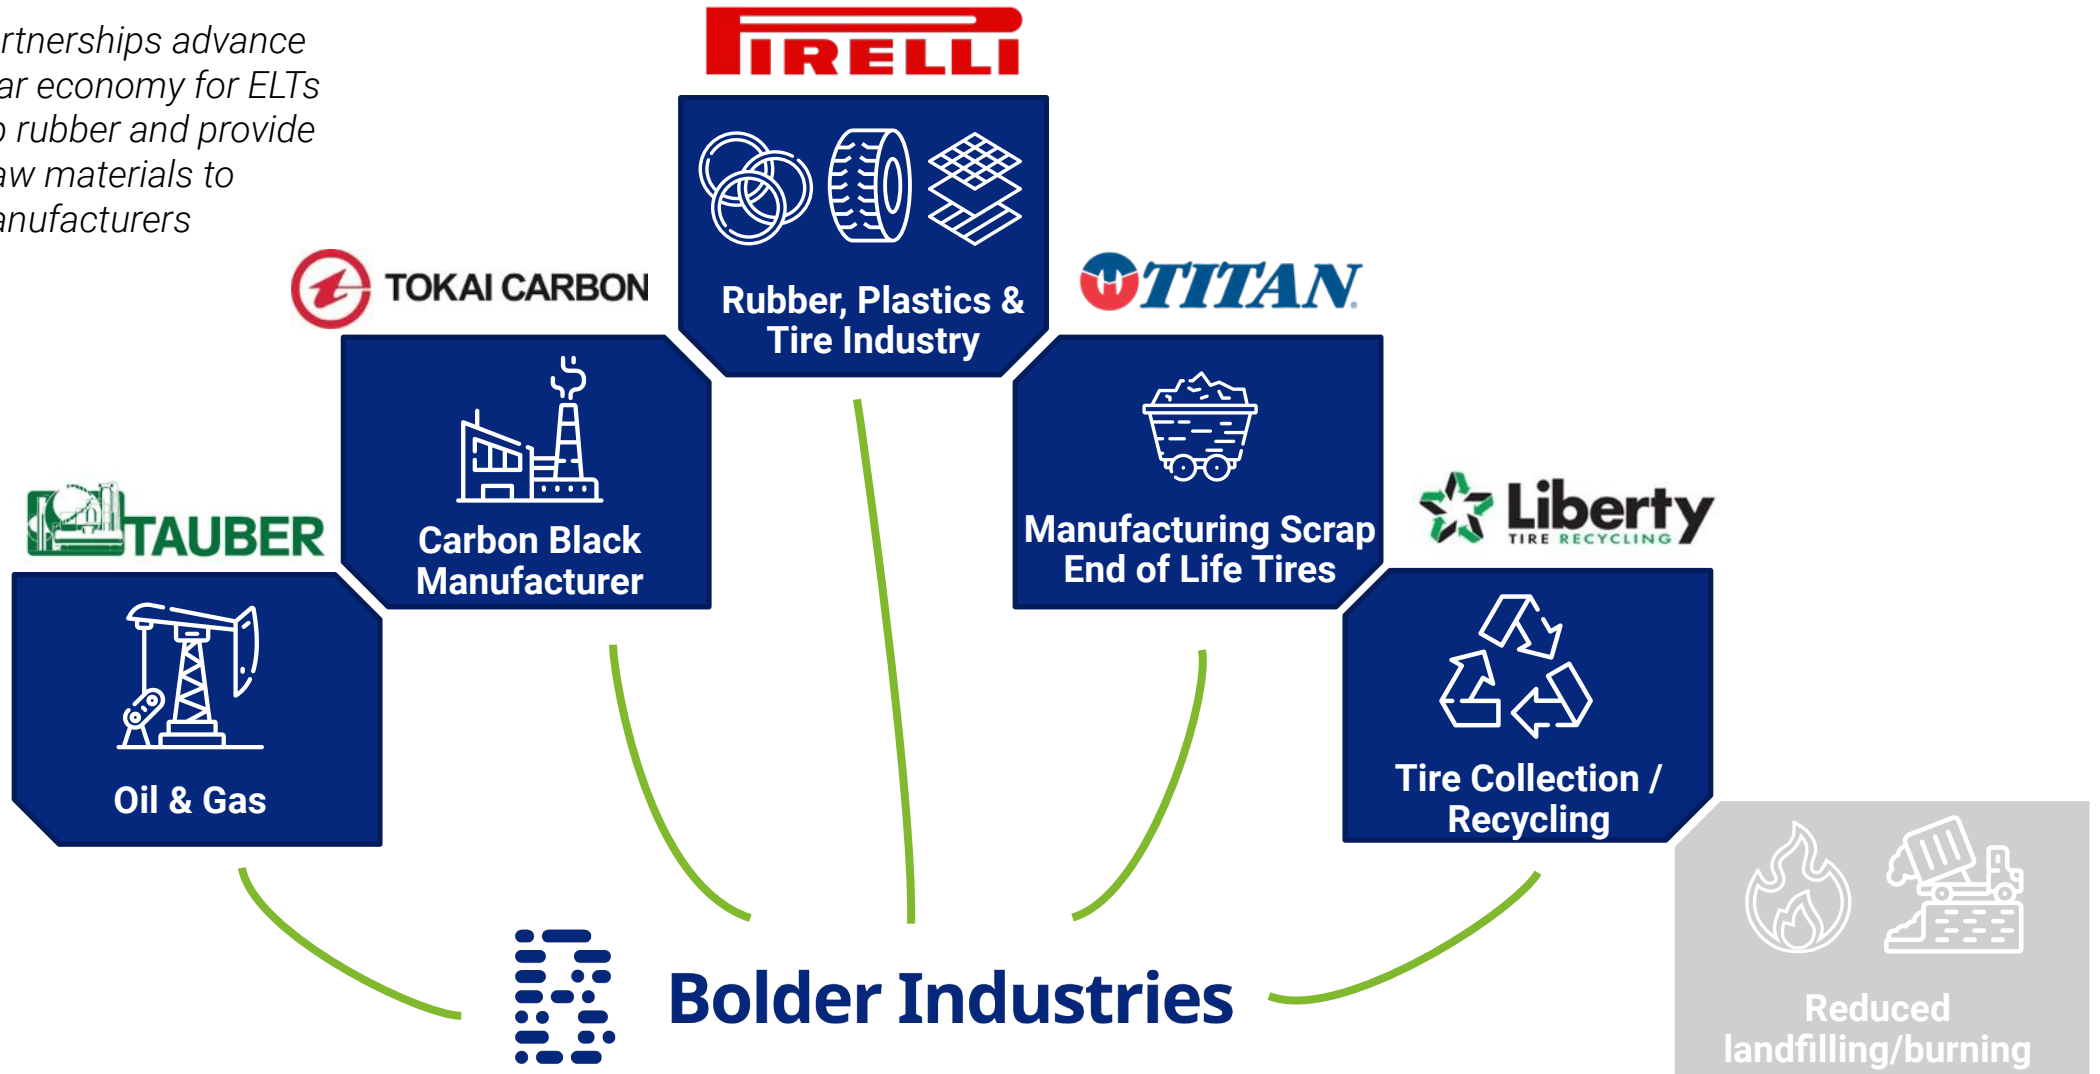 rtnerships advance
ar economy for ELTs
o rubber and provide
aw materials to
anufacturers
PIRELLI
Rubber, Plastics &
Tire Industry
TOKAI CARBON
Carbon Black
Manufacturer
TITAN
Manufacturing Scrap
End of Life Tires
TAUBER
Oil & Gas
Liberty
TIRE RECYCLING
Tire Collection /
Recycling
Reduced
landfilling/burning
Bolder Industries